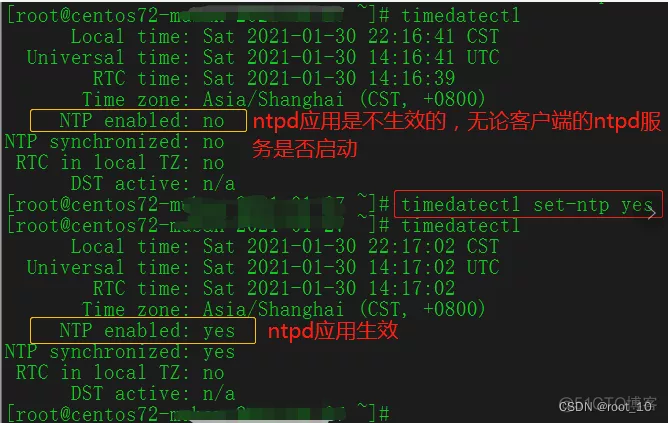 [root@centos72- ~]# timedatectl
Local time: Sat 2021-01-30 22:16:41 CST
Universal time: Sat 2021-01-30 14:16:41 UTC
RTC time: Sat 2021-01-30 14:16:39
Time zone: Asia/Shanghai (CST, +0800)
NTP enabled: no
ntpd应用是不生效的，无论客户端的ntpd服
NTP synchronized: no
务是否启动
RTC in local TZ: no
DST active: n/a
[root@centos72- ~]# timedatectl set-ntp yes
[root@centos72- ~]# timedatectl
Local time: Sat 2021-01-30 22:17:02 CST
Universal time: Sat 2021-01-30 14:17:02 UTC
RTC time: Sat 2021-01-30 14:17:02
Time zone: Asia/Shanghai (CST, +0800)
NTP enabled: yes
ntpd应用生效
NTP synchronized: yes
RTC in local TZ: no
DST active: n/a
[root@centos72- ~]#
@51CTO博客
CSDN @root_10